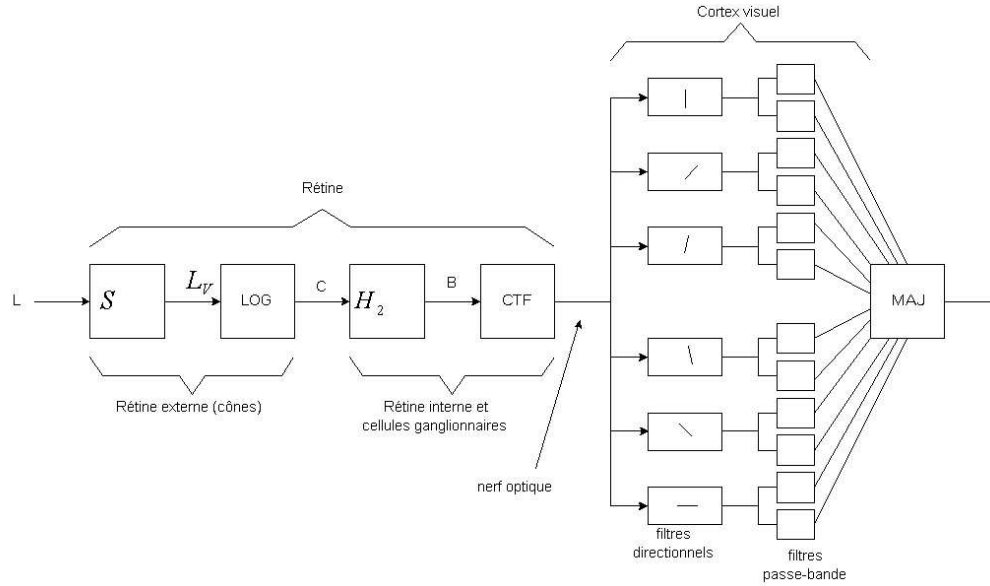 Cortex visuel
Rétine
L
S
L_V
LOG
C
H_2
B
CTF
MAJ
Rétine externe (cônes)
Rétine interne et
cellules ganglionnaires
nerf optique
filtres
directionnels
filtres
passe-bande